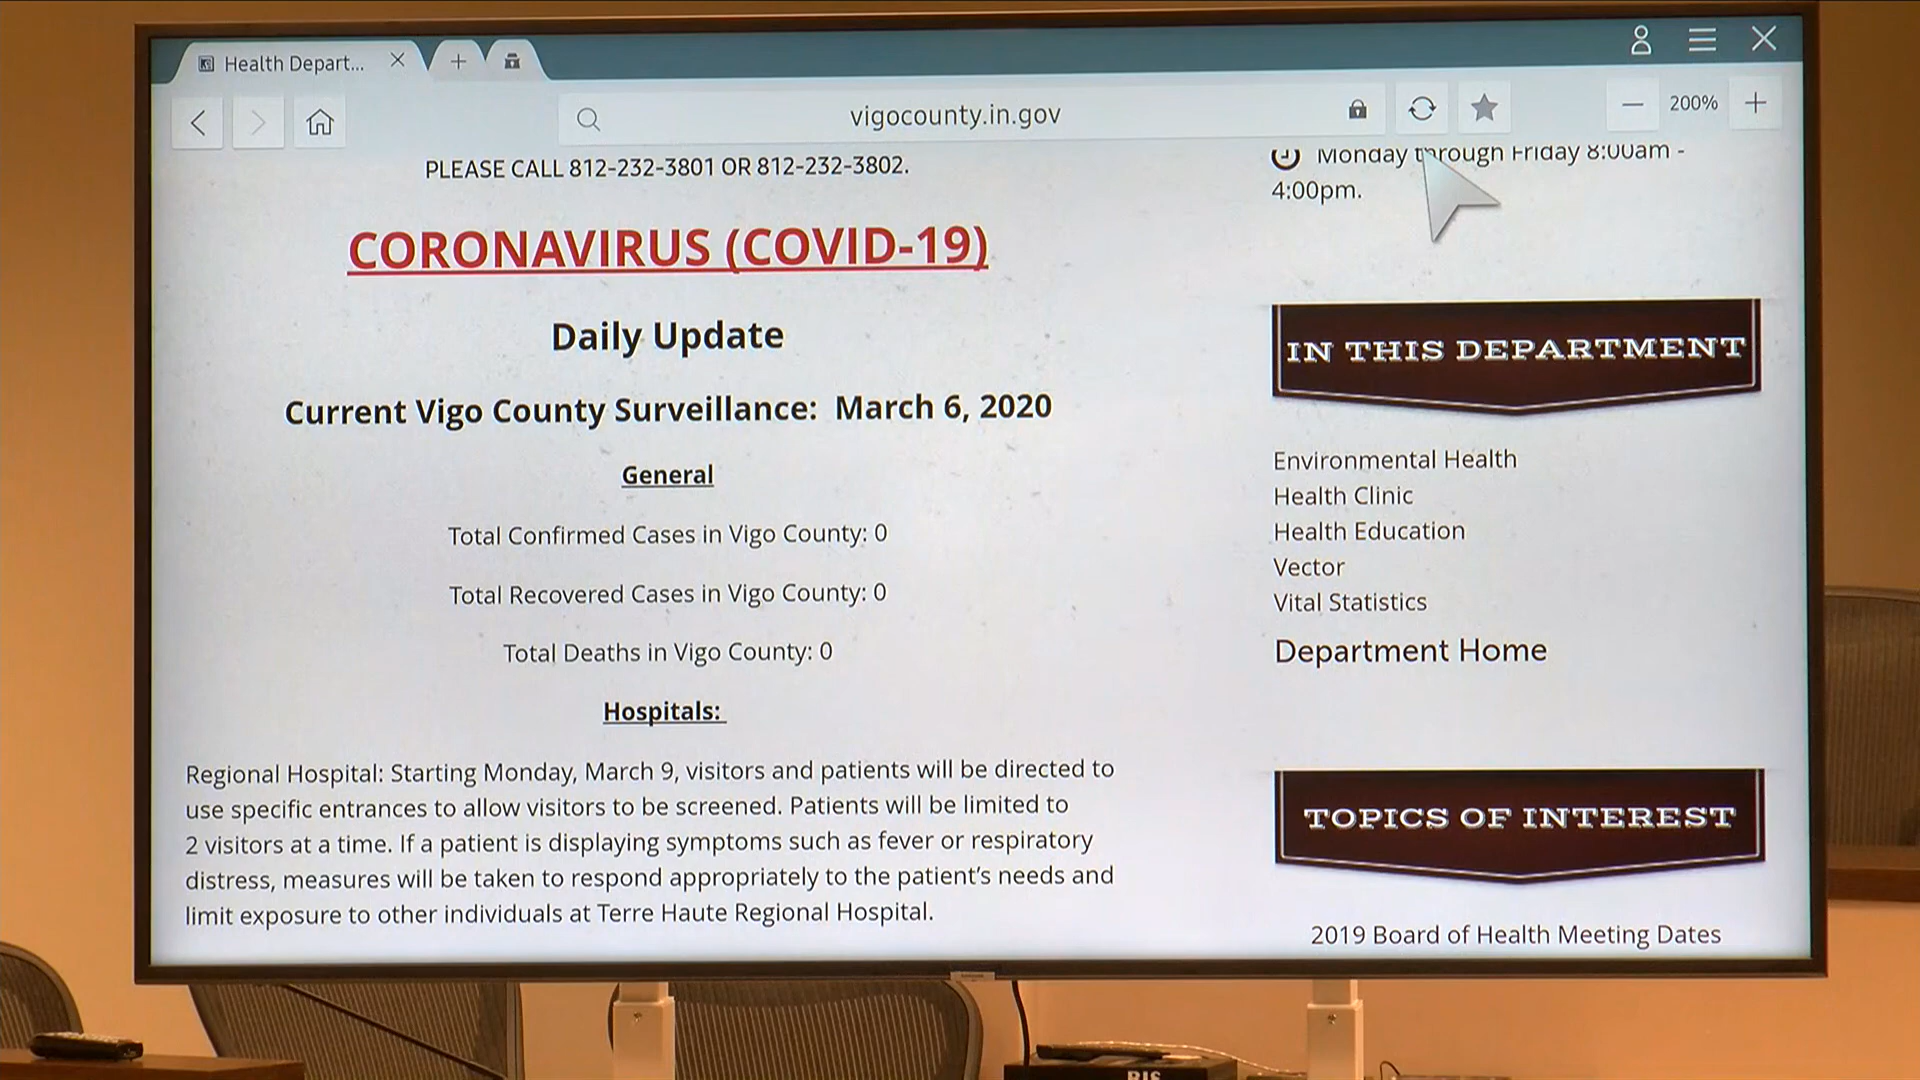 Health Depart...
vigocounty.in.gov
200%
PLEASE CALL 812-232-3801 OR 812-232-3802.
CORONAVIRUS (COVID-19)
Daily Update
Current Vigo County Surveillance: March 6, 2020
General
Total Confirmed Cases in Vigo County: 0
Total Recovered Cases in Vigo County: 0
Total Deaths in Vigo County: 0
Hospitals:
Regional Hospital: Starting Monday, March 9, visitors and patients will be directed to
use specific entrances to allow visitors to be screened. Patients will be limited to
2 visitors at a time. If a patient is displaying symptoms such as fever or respiratory
distress, measures will be taken to respond appropriately to the patient's needs and
limit exposure to other individuals at Terre Haute Regional Hospital.
Monday through Friday 8:00am -
4:00pm.
IN THIS DEPARTMENT
Environmental Health
Health Clinic
Health Education
Vector
Vital Statistics
Department Home
TOPICS OF INTEREST
2019 Board of Health Meeting Dates